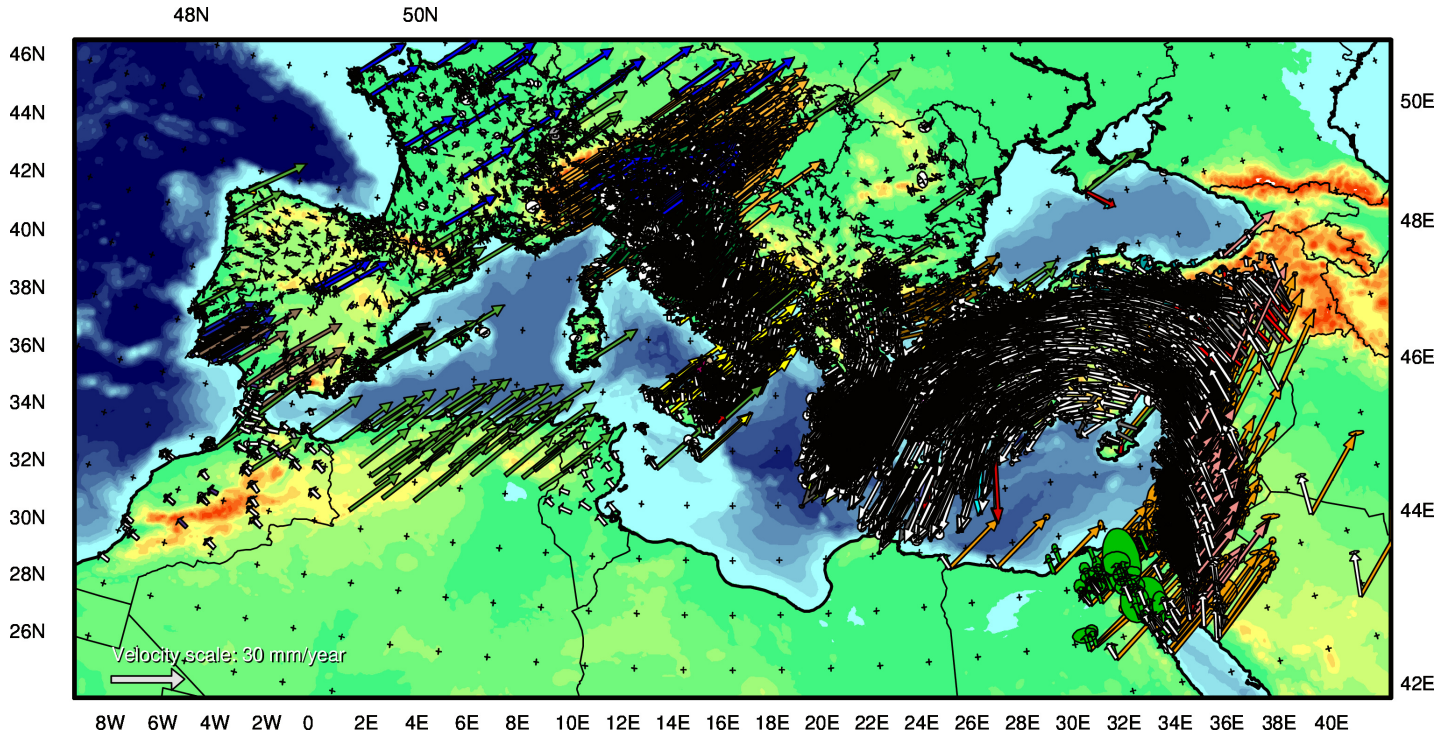 48N 50N
46N
44N
42N
40N
38N
36N
34N
32N
30N
28N
26N
50E
48E
46E
44E
42E
Velocity scale: 30 mm/year
8W 6W 4W 2W 0 2E 4E 6E 8E 10E 12E 14E 16E 18E 20E 22E 24E 26E 28E 30E 32E 34E 36E 38E 40E